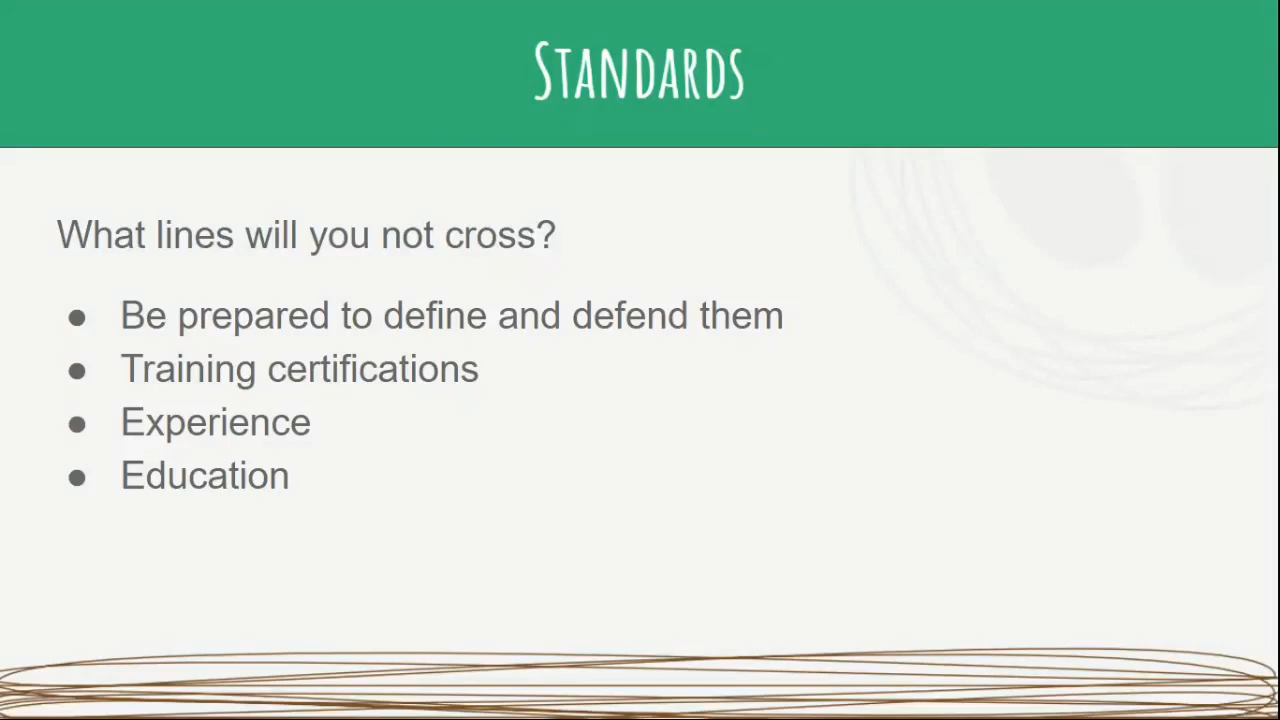 Standards
What lines will you not cross?
● Be prepared to define and defend them
● Training certifications
● Experience
● Education